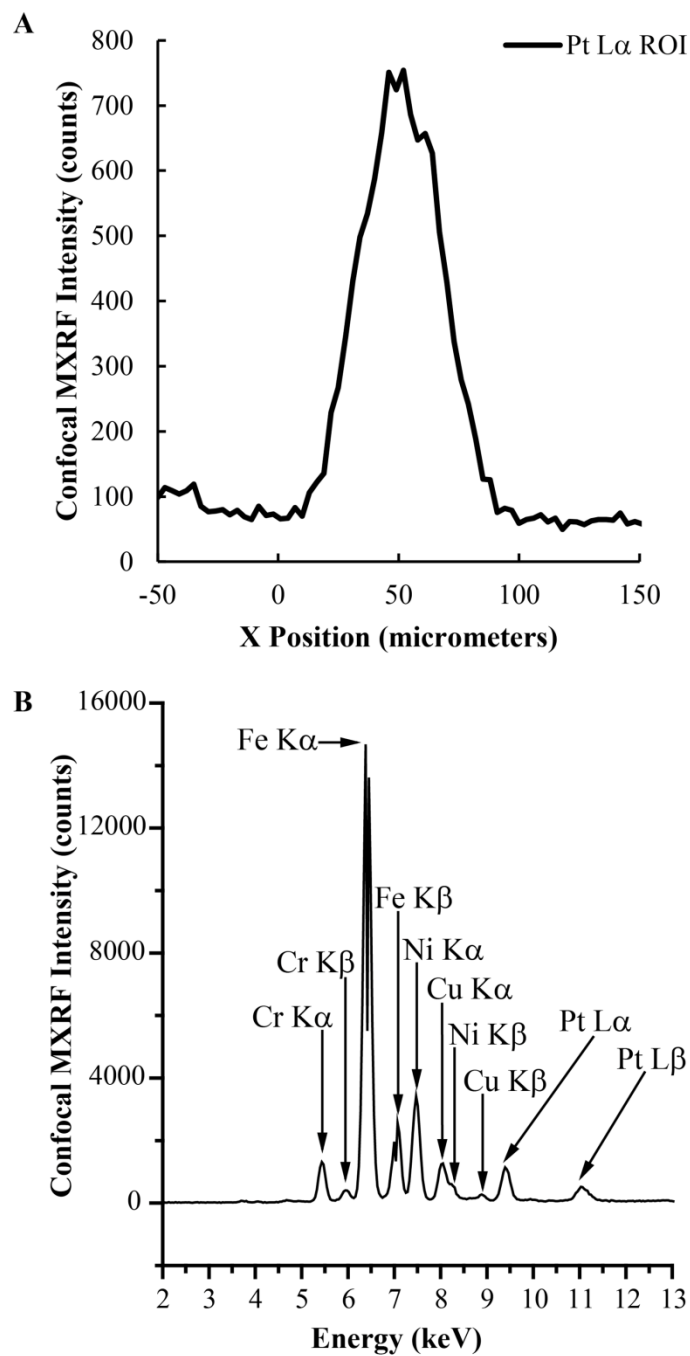 A
Pt Lα ROI
Confocal MXRF Intensity (counts)
800
700
600
500
400
300
200
100
0
-50 0 50 100 150
X Position (micrometers)
B
Confocal MXRF Intensity (counts)
16000
12000
8000
4000
0
Fe Kα
Fe Kβ
Ni Kα
Cr Kβ
Cu Kα
Cr Kα
Ni Kβ
Pt Lα
Cu Kβ
Pt Lβ
2 3 4 5 6 7 8 9 10 11 12 13
Energy (keV)